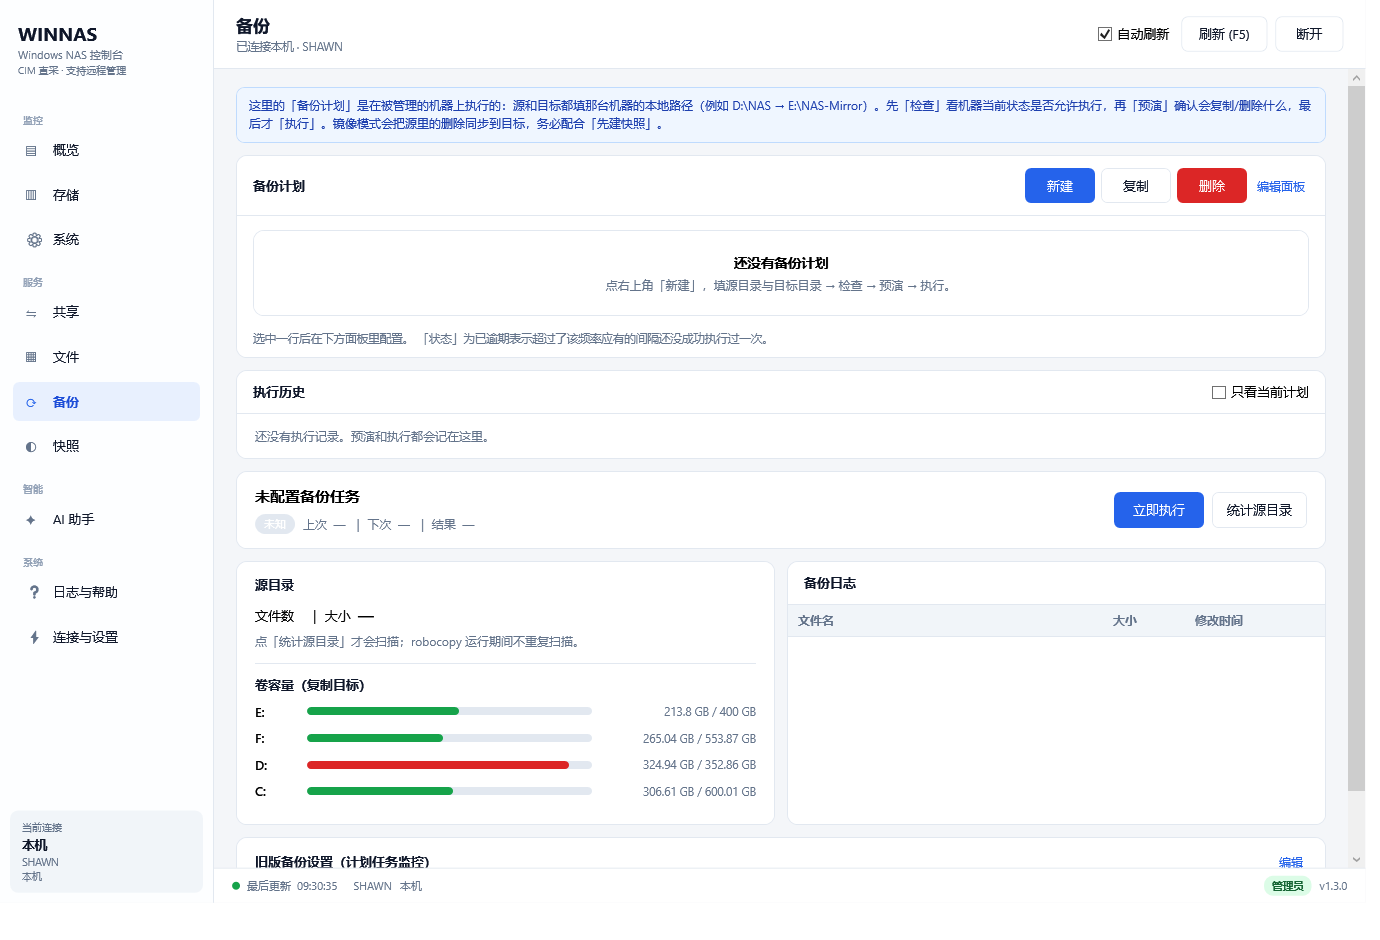 WINNAS
Windows NAS 控制台
CIM 直采 · 支持远程管理
监控
概览
存储
系统
服务
共享
文件
备份
快照
智能
AI 助手
系统
日志与帮助
连接与设置
当前连接
本机
SHAWN
本机
备份
已连接本机 · SHAWN
自动刷新
刷新 (F5)
断开
这里的「备份计划」是在被管理的机器上执行的：源和目标都填那台机器的本地路径（例如 D:\NAS → E:\NAS-Mirror）。先「检查」看机器当前状态是否允许执行，再「预演」确认会复制/删除什么，最
后才「执行」。镜像模式会把源里的删除同步到目标，务必配合「先建快照」。
备份计划
新建
复制
删除
编辑面板
还没有备份计划
点右上角「新建」，填源目录与目标目录 → 检查 → 预演 → 执行。
选中一行后在下方面板里配置。 「状态」为已逾期表示超过了该频率应有的间隔还没成功执行过一次。
执行历史
只看当前计划
还没有执行记录。预演和执行都会记在这里。
未配置备份任务
未知 上次 — | 下次 — | 结果 —
立即执行
统计源目录
源目录
文件数 | 大小 —
点「统计源目录」才会扫描；robocopy 运行期间不重复扫描。
卷容量（复制目标）
E: 213.8 GB / 400 GB
F: 265.04 GB / 553.87 GB
D: 324.94 GB / 352.86 GB
C: 306.61 GB / 600.01 GB
备份日志
文件名 大小 修改时间
旧版备份设置（计划任务监控）
编辑
最后更新 09:30:35 SHAWN 本机
管理员 v1.3.0